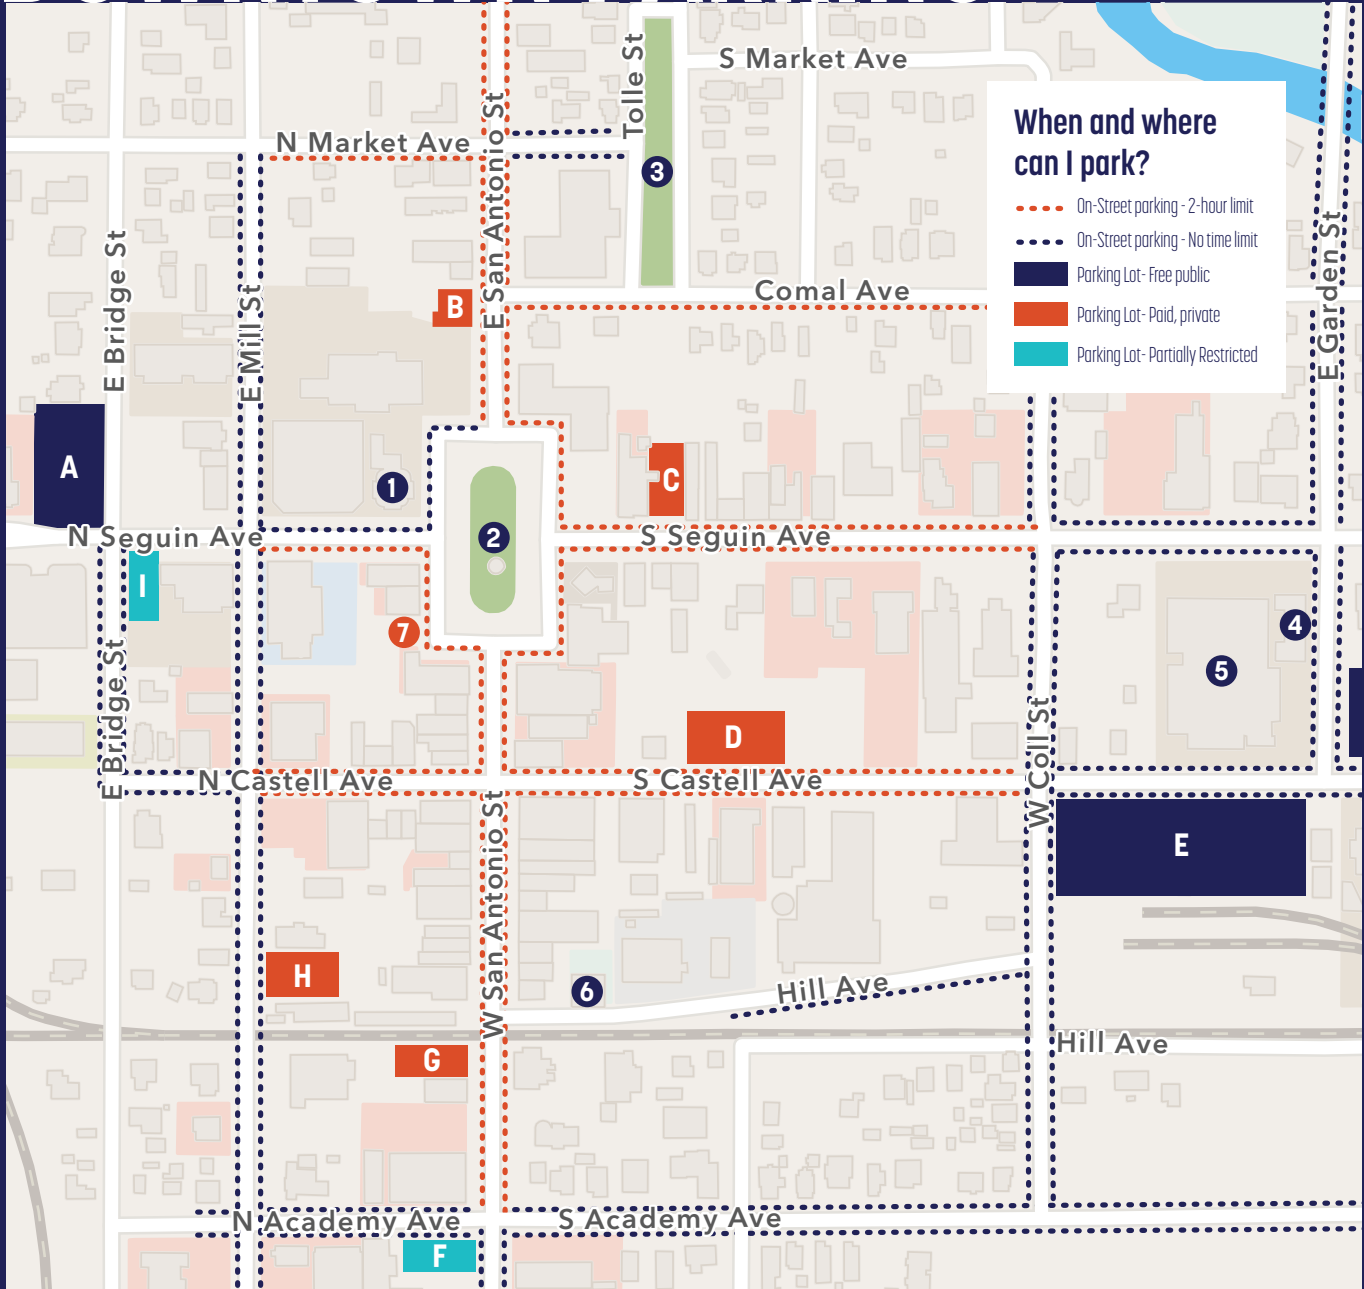 Tolle St
S Market Ave
E San Antonio St
N Market Ave
When and where
can I park?
On-Street parking - 2-hour limit
On-Street parking - No time limit
Parking Lot- Free public
Parking Lot- Paid, private
Parking Lot- Partially Restricted
3
E Bridge St
E Mill St
E Garden St
B
Comal Ave
A
1
C
N Seguin Ave
2
S Seguin Ave
I
7
4
5
E Bridge St
W Coll St
D
N Castell Ave
S Castell Ave
W San Antonio St
E
H
6
Hill Ave
G
Hill Ave
N Academy Ave
S Academy Ave
F